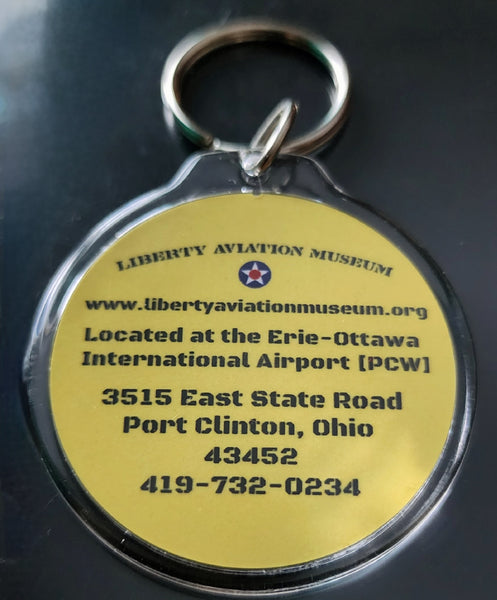 LIBERTY AVIATION MUSEUM
www.libertyaviationmuseum.org
Located at the Erie-Ottawa
International Airport [PCW]
3515 East State Road
Port Clinton, Ohio
43452
419-732-0234